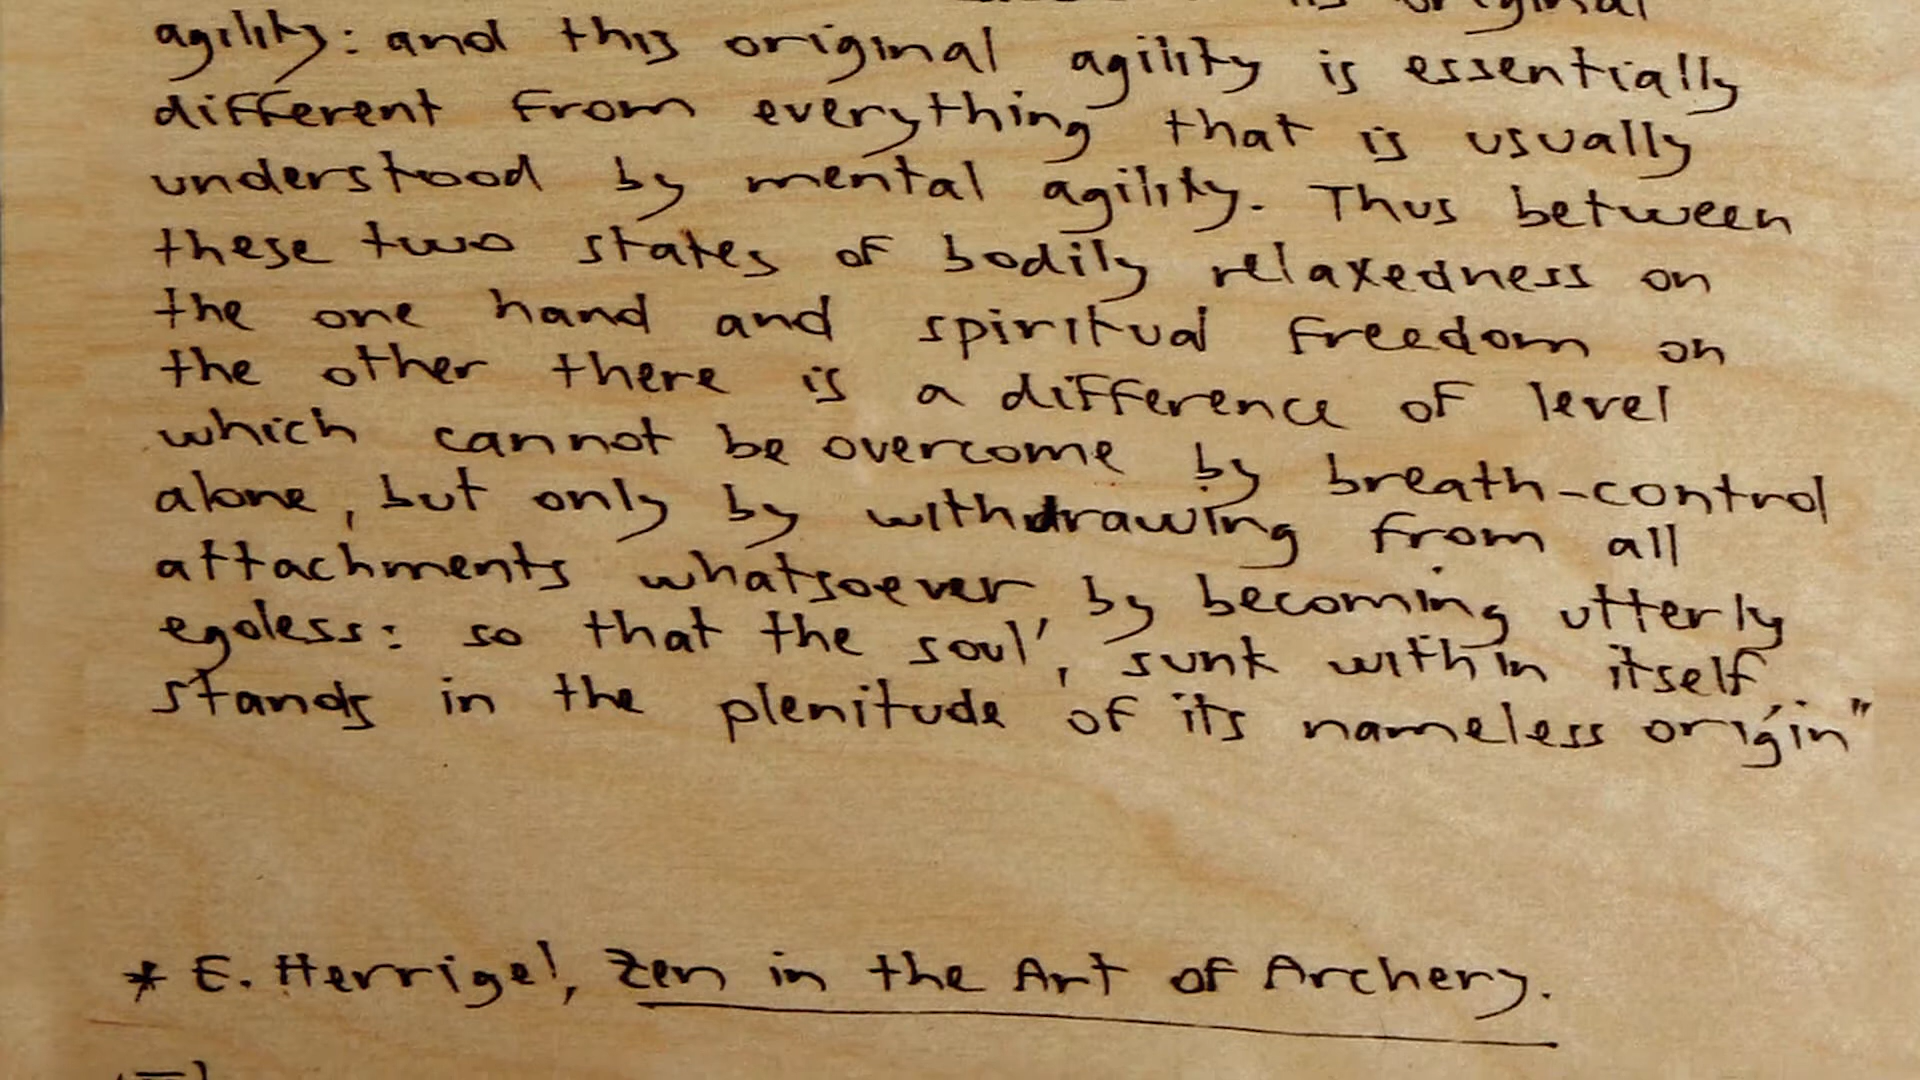 its original
agility: and this original agility is essentially
different from everything that is usually
understood by mental agility. Thus between
these two states of bodily relaxedness on
the one hand and spiritual freedom on
the other there is a difference of level
which cannot be overcome by breath-control
alone, but only by withdrawing from all
attachments whatsoever, by becoming utterly
egoless: so that the soul, sunk within itself,
stands in the plenitude of its nameless origin"
* E. Herrigel, Zen in the Art of Archery.